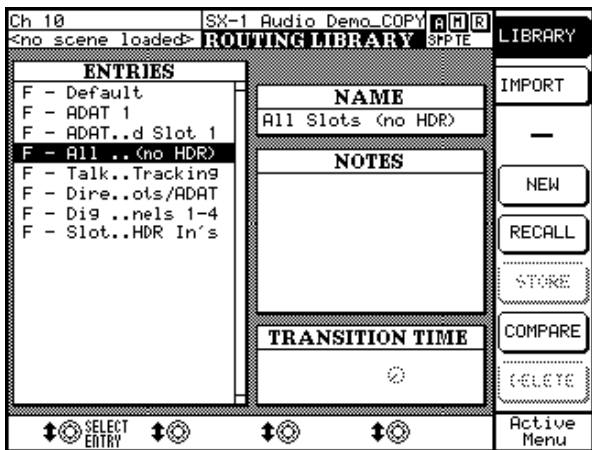 Ch 10
SX-1 Audio Demo_COPY
A M R
<no scene loaded>
ROUTING LIBRARY
SMPTE
ENTRIES
F - Default
F - ADAT 1
F - ADAT..d Slot 1
F - All ..(no HDR)
F - Talk..Tracking
F - Dire..ots/ADAT
F - Dig ..nels 1-4
F - Slot..HDR In's
NAME
All Slots (no HDR)
NOTES
TRANSITION TIME
SELECT
ENTRY
LIBRARY
IMPORT
—
NEW
RECALL
STORE
COMPARE
DELETE
Active
Menu